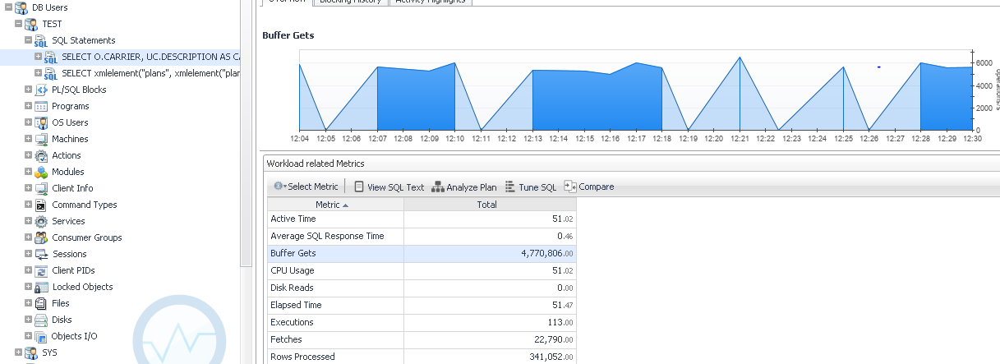 DB Users
TEST
SQL Statements
SQL SELECT O.CARRIER, UC.DESCRIPTION AS CA
SQL SELECT xmlelement("plans", xmlelement("plan
PL/SQL Blocks
Programs
OS Users
Machines
Actions
Modules
Client Info
Command Types
Services
Consumer Groups
Sessions
Client PIDs
Locked Objects
Files
Disks
Objects I/O
SYS
Blocking History
Activity Highlights
Buffer Gets
6000
4000
2000
0
operations/s
12:04 12:05 12:06 12:07 12:08 12:09 12:10 12:11 12:12 12:13 12:14 12:15 12:16 12:17 12:18 12:19 12:20 12:21 12:22 12:23 12:24 12:25 12:26 12:27 12:28 12:29 12:30
Workload related Metrics
Select Metric View SQL Text Analyze Plan Tune SQL Compare
Metric Total
Active Time 51.02
Average SQL Response Time 0.46
Buffer Gets 4,770,806.00
CPU Usage 51.02
Disk Reads 0.00
Elapsed Time 51.47
Executions 113.00
Fetches 22,790.00
Rows Processed 341,052.00